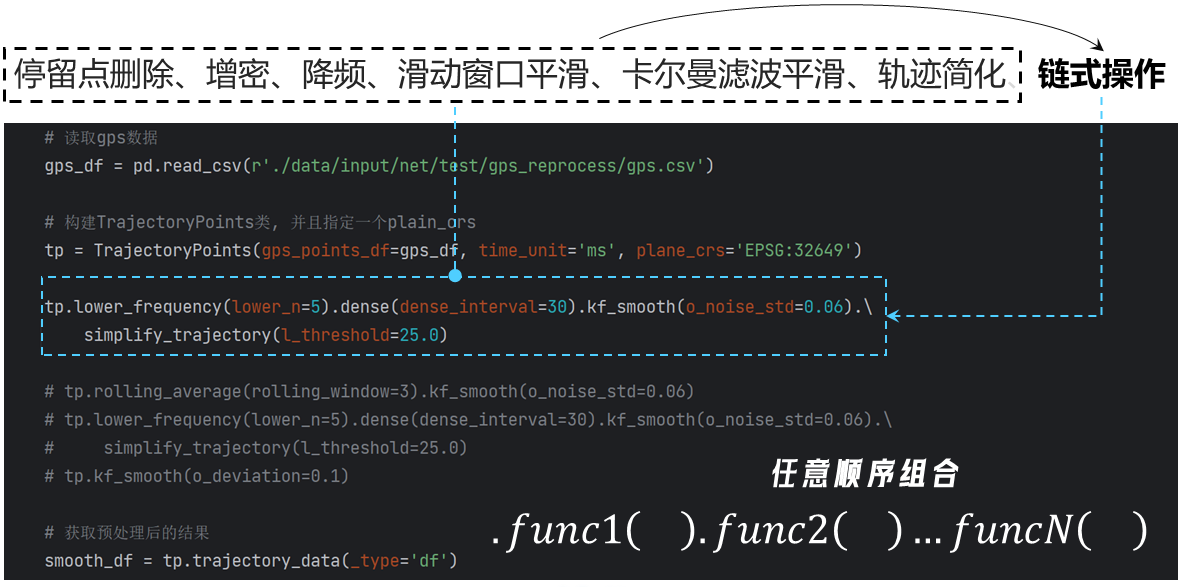 停留点删除、增密、降频、滑动窗口平滑、卡尔曼滤波平滑、轨迹简化、 链式操作
# 读取gps数据
gps_df = pd.read_csv(r'./data/input/net/test/gps_reprocess/gps.csv')
# 构建TrajectoryPoints类, 并且指定一个plain_crs
tp = TrajectoryPoints(gps_points_df=gps_df, time_unit='ms', plane_crs='EPSG:32649')
tp.lower_frequency(lower_n=5).dense(dense_interval=30).kf_smooth(o_noise_std=0.06).\
simplify_trajectory(l_threshold=25.0)
# tp.rolling_average(rolling_window=3).kf_smooth(o_noise_std=0.06)
# tp.lower_frequency(lower_n=5).dense(dense_interval=30).kf_smooth(o_noise_std=0.06).\
#     simplify_trajectory(l_threshold=25.0)
# tp.kf_smooth(o_deviation=0.1)
任意顺序组合
.func1( ).func2( )…funcN( )
# 获取预处理后的结果
smooth_df = tp.trajectory_data(_type='df')